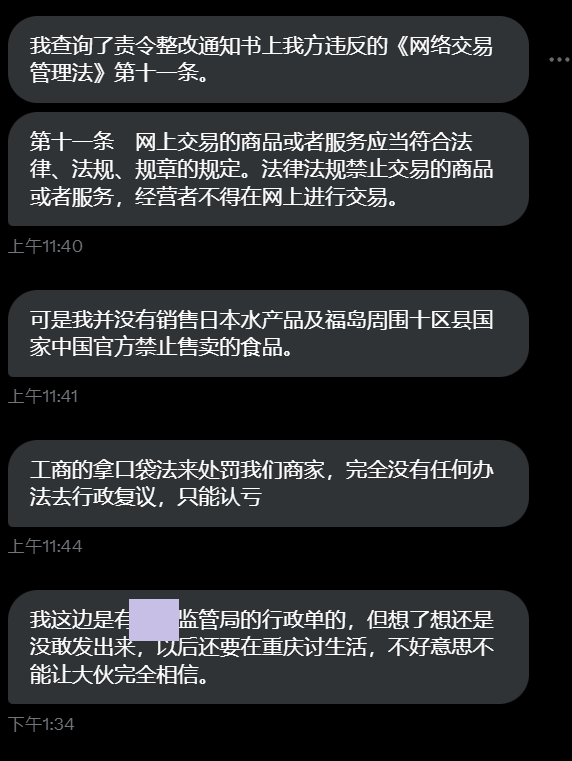 我查询了责令整改通知书上我方违反的《网络交易
管理法》第十一条。
第十一条　网上交易的商品或者服务应当符合法
律、法规、规章的规定。法律法规禁止交易的商品
或者服务，经营者不得在网上进行交易。
上午11:40
可是我并没有销售日本水产品及福岛周围十区县国
家中国官方禁止售卖的食品。
上午11:41
工商的拿口袋法来处罚我们商家，完全没有任何办
法去行政复议，只能认亏
上午11:44
我这边是有监管局的行政单的，但想了想还是
没敢发出来，以后还要在重庆讨生活，不好意思不
能让大伙完全相信。
下午1:34